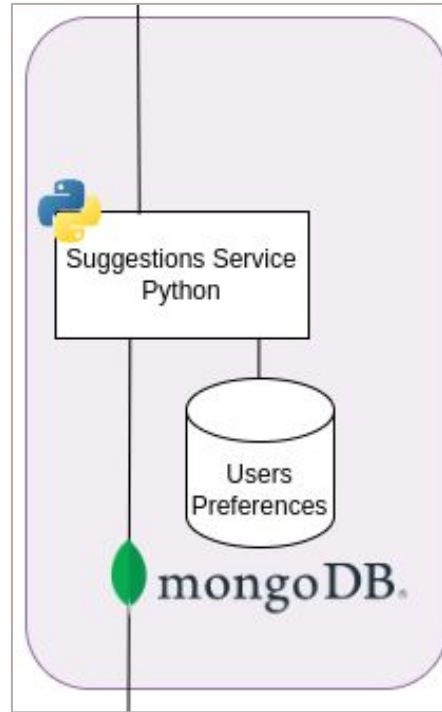 Suggestions Service
Python
Users
Preferences
mongoDB®